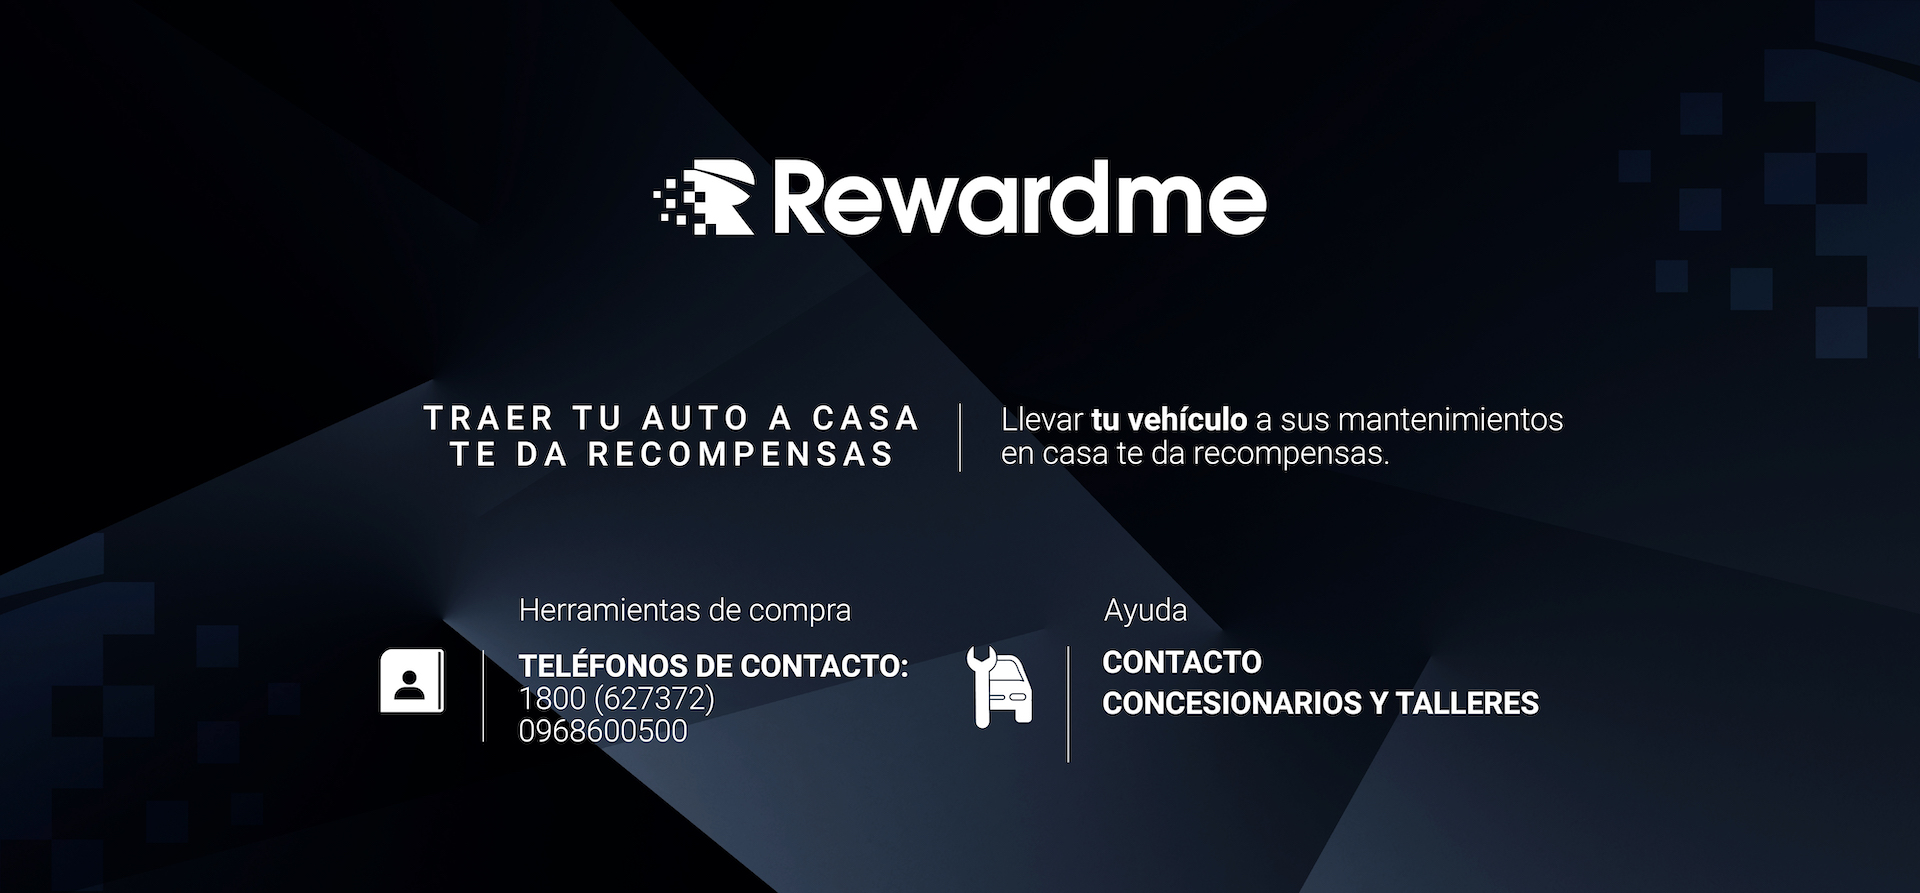 Rewardme
TRAER TU AUTO A CASA
TE DA RECOMPENSAS
Llevar tu vehículo a sus mantenimientos
en casa te da recompensas.
Herramientas de compra
TELÉFONOS DE CONTACTO:
1800 (627372)
0968600500
Ayuda
CONTACTO
CONCESIONARIOS Y TALLERES